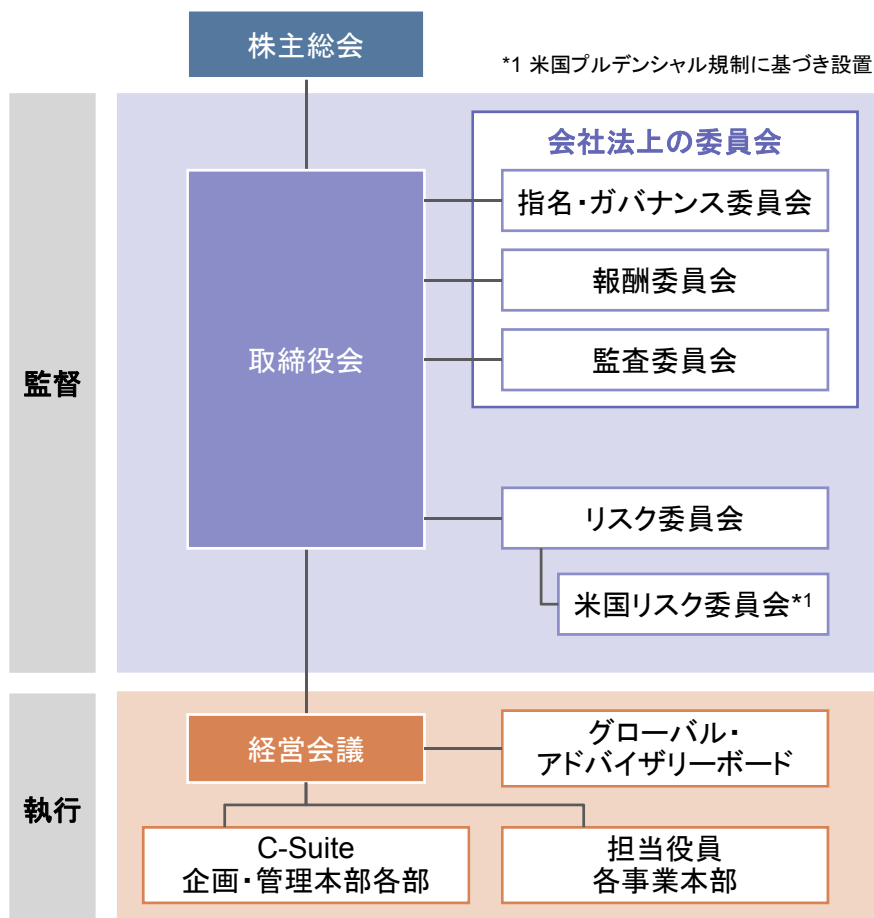 株主総会
*1 米国プルデンシャル規制に基づき設置
監督
会社法上の委員会
指名・ガバナンス委員会
報酬委員会
取締役会
監査委員会
リスク委員会
米国リスク委員会*1
執行
経営会議
グローバル・
アドバイザリーボード
C-Suite
企画・管理本部各部
担当役員
各事業本部